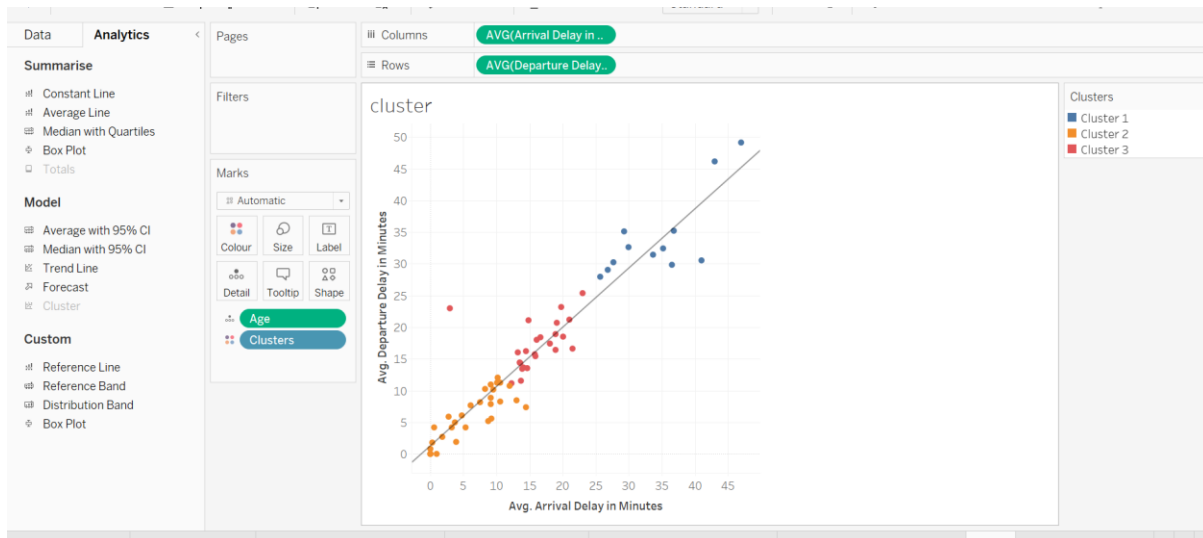 Data Analytics
Summarise
Constant Line
Average Line
Median with Quartiles
Box Plot
Totals
Model
Average with 95% CI
Median with 95% CI
Trend Line
Forecast
Cluster
Custom
Reference Line
Reference Band
Distribution Band
Box Plot
Pages
Filters
Marks
Automatic
Colour Size Label
Detail Tooltip Shape
Age
Clusters
Columns AVG(Arrival Delay in ..
Rows AVG(Departure Delay..
cluster
50
45
40
35
30
25
20
15
10
5
0
Avg. Departure Delay in Minutes
0 5 10 15 20 25 30 35 40 45
Avg. Arrival Delay in Minutes
Clusters
Cluster 1
Cluster 2
Cluster 3